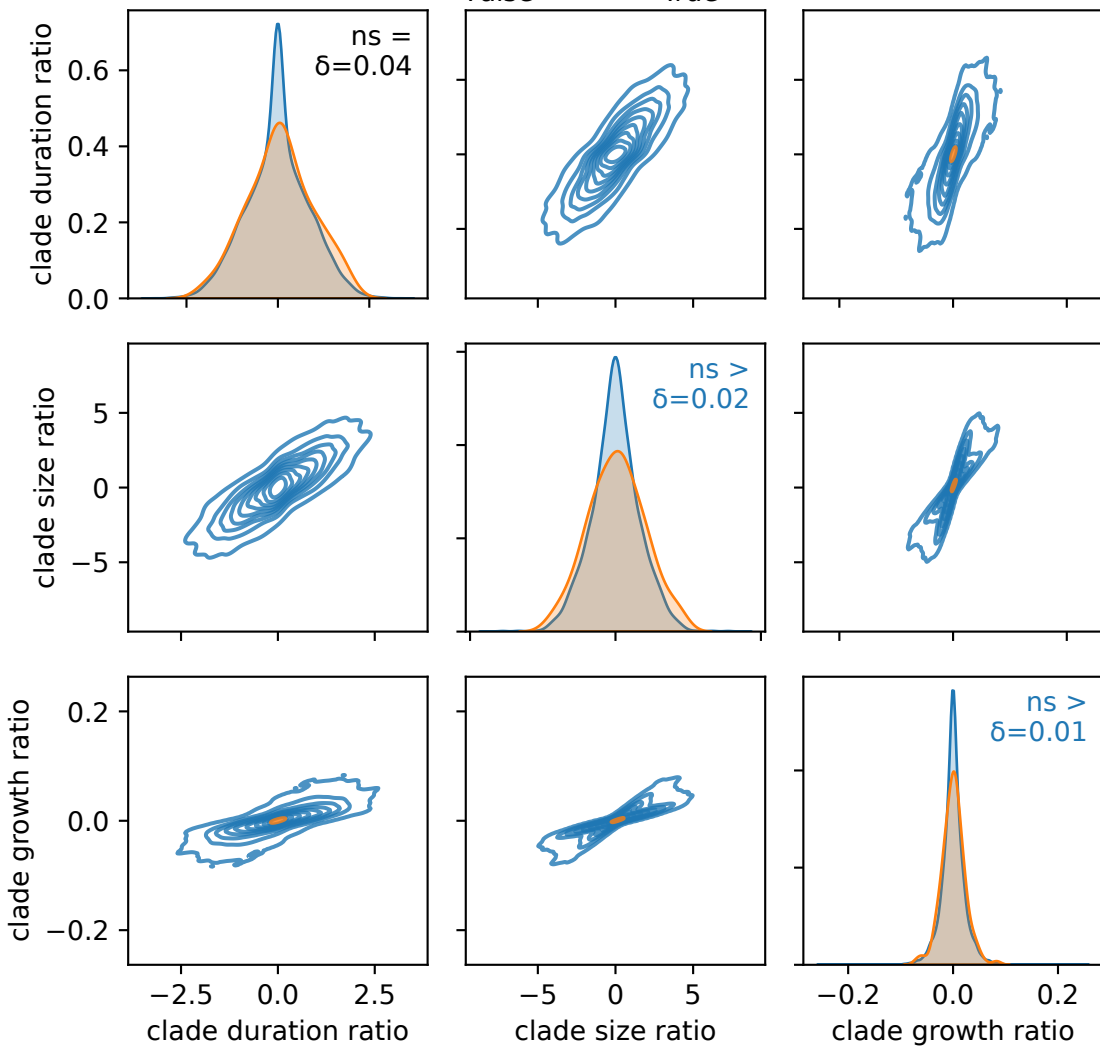 ns =
δ=0.04
clade duration ratio
0.6
0.4
0.2
0.0
ns >
δ=0.02
clade size ratio
5
0
−5
ns >
δ=0.01
clade growth ratio
0.2
0.0
−0.2
−2.5 0.0 2.5
−5 0 5
−0.2 0.0 0.2
clade duration ratio
clade size ratio
clade growth ratio